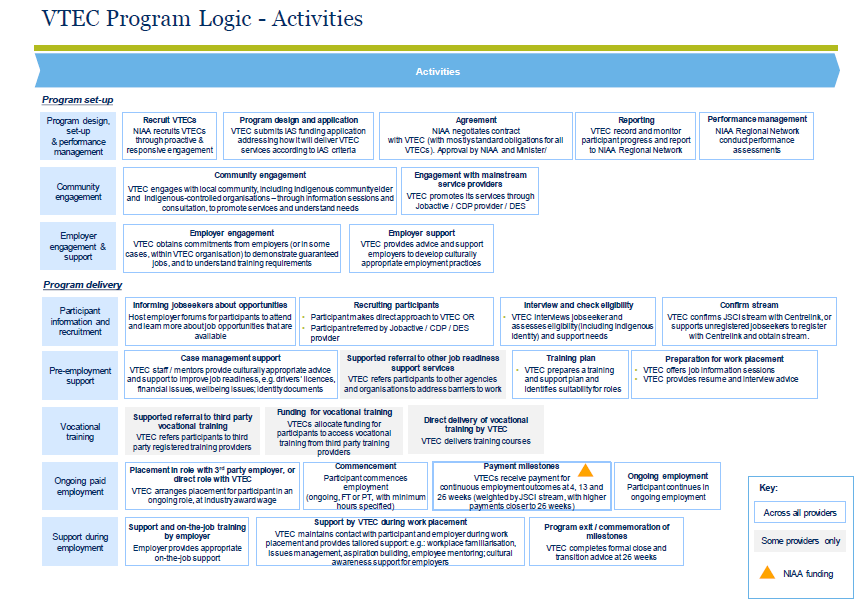 VTEC Program Logic - Activities
Activities
Program set-up
Program design,
set-up
& performance
management
Recruit VTECs
NIAA recruits VTECs
through proactive &
responsive engagement
Program design and application
VTEC submits IAS funding application
addressing how it will deliver VTEC
services according to IAS criteria
Agreement
NIAA negotiates contract
with VTEC (with mostly standard obligations for all
VTECs). Approval by NIAA and Minister/
Reporting
VTEC record and monitor
participant progress and report
to NIAA Regional Network
Performance management
NIAA Regional Network
conduct performance
assessments
Community
engagement
Community engagement
VTEC engages with local community, including Indigenous community elder
and Indigenous-controlled organisations – through information sessions and
consultation, to promote services and understand needs
Engagement with mainstream
service providers
VTEC promotes its services through
Jobactive / CDP provider / DES
Employer
engagement &
support
Employer engagement
VTEC obtains commitments from employers (or in some
cases, within VTEC organisation) to demonstrate guaranteed
jobs, and to understand training requirements
Employer support
VTEC provides advice and support
employers to develop culturally
appropriate employment practices
Program delivery
Participant
information and
recruitment
Informing jobseekers about opportunities
Host employer forums for participants to attend
and learn more about job opportunities that are
available
Recruiting participants
• Participant makes direct approach to VTEC OR
• Participant referred by Jobactive / CDP / DES
provider
Interview and check eligibility
• VTEC interviews jobseeker and
assesses eligibility (including Indigenous
identity) and support needs
Confirm stream
VTEC confirms JSCI stream with Centrelink, or
supports unregistered jobseekers to register
with Centrelink and obtain stream.
Pre-employment
support
Case management support
VTEC staff / mentors provide culturally appropriate advice
and support to improve job readiness, e.g. drivers' licences,
financial issues, wellbeing issues; identity documents
Supported referral to other job readiness
support services
VTEC refers participants to other agencies
and organisations to address barriers to work
Training plan
• VTEC prepares a training
and support plan and
identifies suitability for roles
Preparation for work placement
• VTEC offers job information sessions
• VTEC provides resume and interview advice
Vocational
training
Supported referral to third party
vocational training
VTEC refers participants to third
party registered training providers
Funding for vocational training
VTECs allocate funding for
participants to access vocational
training from third party training
providers
Direct delivery of vocational
training by VTEC
VTEC delivers training courses
Ongoing paid
employment
Placement in role with 3rd party employer, or
direct role with VTEC
VTEC arranges placement for participant in an
ongoing role, at industry award wage
Commencement
Participant commences
employment
(ongoing, FT or PT, with minimum
hours specified)
Payment milestones
VTECs receive payment for
continuous employment outcomes at 4, 13 and
26 weeks (weighted by JSCI stream, with higher
payments closer to 26 weeks)
Ongoing employment
Participant continues in
ongoing employment
Support during
employment
Support and on-the-job training
by employer
Employer provides appropriate
on-the-job support
Support by VTEC during work placement
VTEC maintains contact with participant and employer during work
placement and provides tailored support: e.g.: workplace familiarisation,
issues management, aspiration building, employee mentoring; cultural
awareness support for employers
Program exit / commemoration of
milestones
VTEC completes formal close and
transition advice at 26 weeks
Key:
Across all providers
Some providers only
NIAA funding